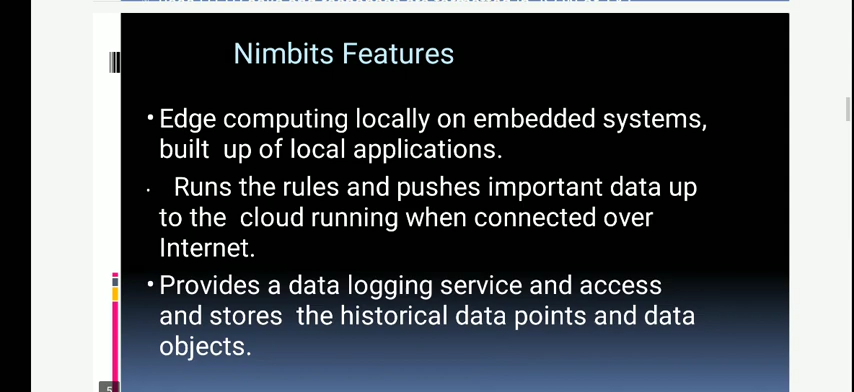 Nimbits Features
• Edge computing locally on embedded systems,
built up of local applications.
· Runs the rules and pushes important data up
to the cloud running when connected over
Internet.
• Provides a data logging service and access
and stores the historical data points and data
objects.
5